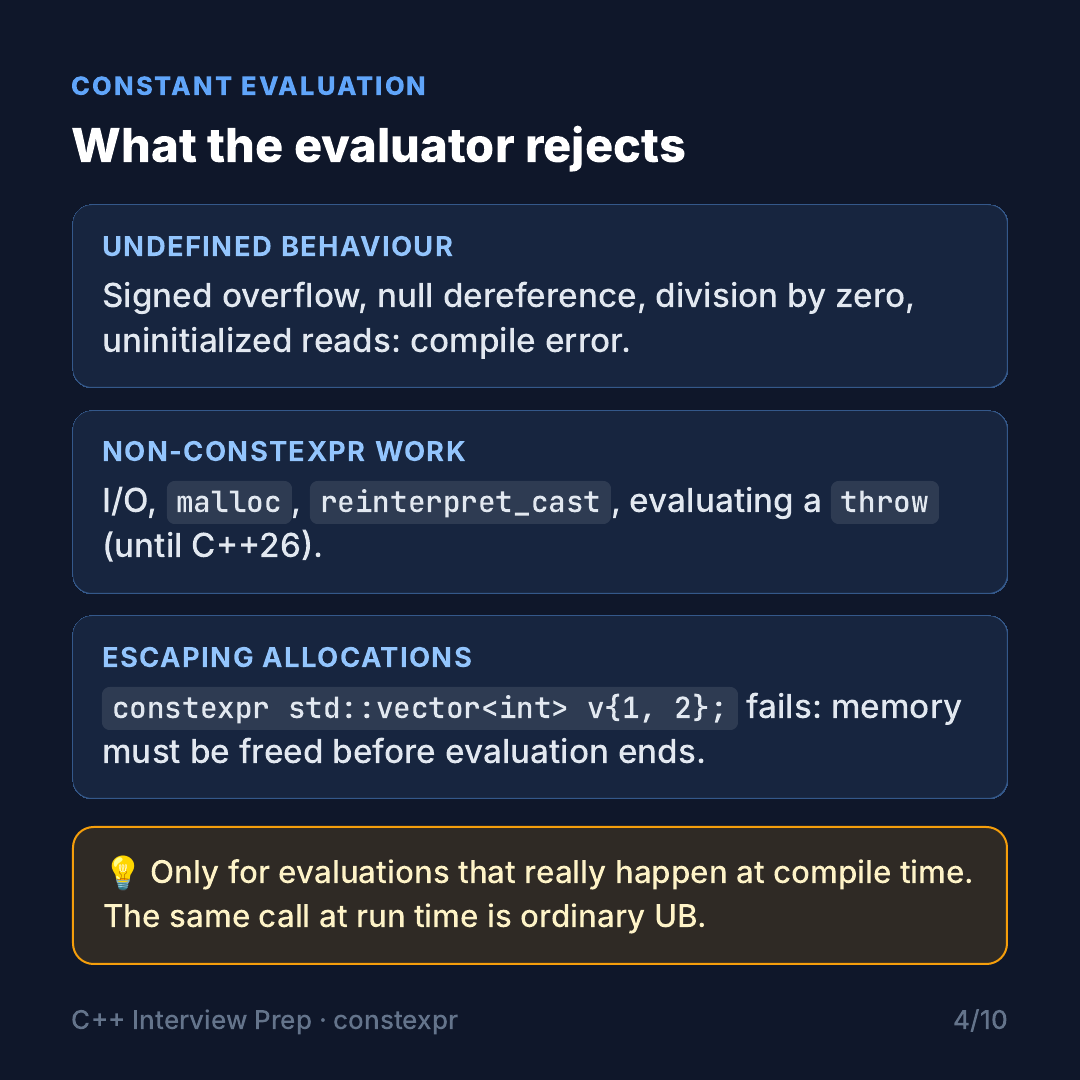 CONSTANT EVALUATION
What the evaluator rejects
UNDEFINED BEHAVIOUR
Signed overflow, null dereference, division by zero,
uninitialized reads: compile error.
NON-CONSTEXPR WORK
I/O, malloc, reinterpret_cast, evaluating a throw
(until C++26).
ESCAPING ALLOCATIONS
constexpr std::vector<int> v{1, 2}; fails: memory
must be freed before evaluation ends.
💡 Only for evaluations that really happen at compile time.
The same call at run time is ordinary UB.
C++ Interview Prep · constexpr
4/10